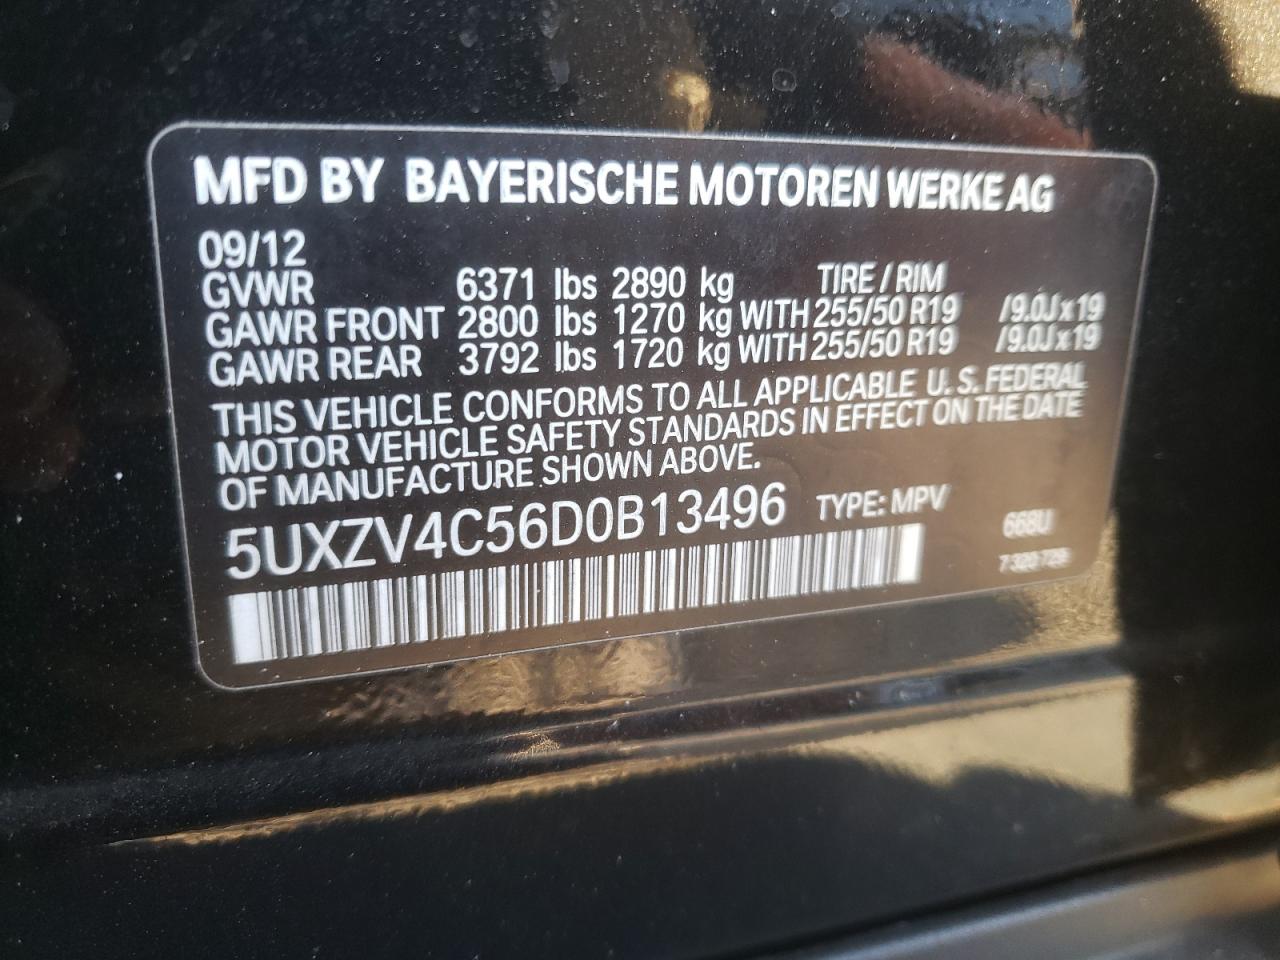 MFD BY BAYERISCHE MOTOREN WERKE AG
09/12
GVWR 6371 lbs 2890 kg TIRE / RIM
GAWR FRONT 2800 lbs 1270 kg WITH 255/50 R19 /9.0J x 19
GAWR REAR 3792 lbs 1720 kg WITH 255/50 R19 /9.0J x 19
THIS VEHICLE CONFORMS TO ALL APPLICABLE U. S. FEDERAL
MOTOR VEHICLE SAFETY STANDARDS IN EFFECT ON THE DATE
OF MANUFACTURE SHOWN ABOVE.
5UXZV4C56D0B13496 TYPE: MPV
668U